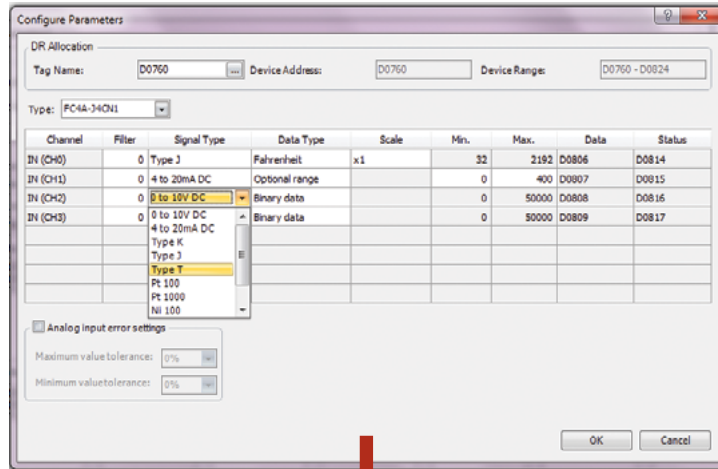 Configure Parameters
DR Allocation
Tag Name: D0760 ... Device Address: D0760 Device Range: D0760 - D0824
Type: FC4A-J4CN1
Channel Filter Signal Type Data Type Scale Min. Max. Data Status
IN (CH0) 0 Type J Fahrenheit x1 32 2192 D0806 D0814
IN (CH1) 0 4 to 20mA DC Optional range 0 400 D0807 D0815
IN (CH2) 0 0 to 10V DC Binary data 0 50000 D0808 D0816
IN (CH3) 0 0 to 10V DC Binary data 0 50000 D0809 D0817
4 to 20mA DC
Type K
Type J
Type T
Pt 100
Pt 1000
Ni 100
Analog input error settings
Maximum value tolerance: 0%
Minimum value tolerance: 0%
OK Cancel